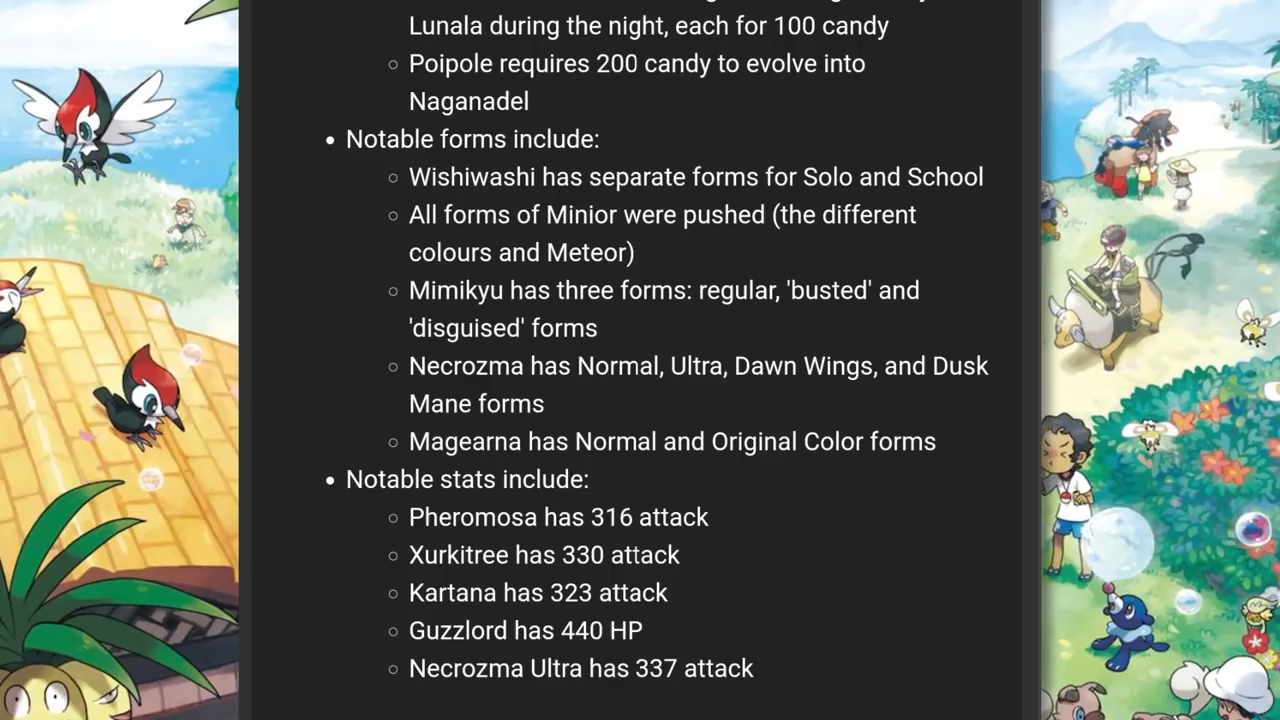 Lunala during the night, each for 100 candy
Poipole requires 200 candy to evolve into
Naganadel
Notable forms include:
Wishiwashi has separate forms for Solo and School
All forms of Minior were pushed (the different
colours and Meteor)
Mimikyu has three forms: regular, 'busted' and
'disguised' forms
Necrozma has Normal, Ultra, Dawn Wings, and Dusk
Mane forms
Magearna has Normal and Original Color forms
Notable stats include:
Pheromosa has 316 attack
Xurkitree has 330 attack
Kartana has 323 attack
Guzzlord has 440 HP
Necrozma Ultra has 337 attack